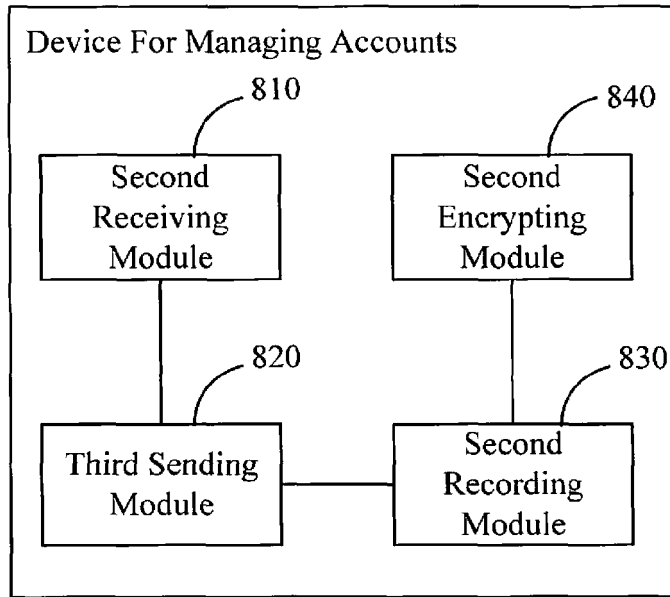 Device For Managing Accounts
810
840
Second
Receiving
Module
Second
Encrypting
Module
820
830
Third Sending
Module
Second
Recording
Module